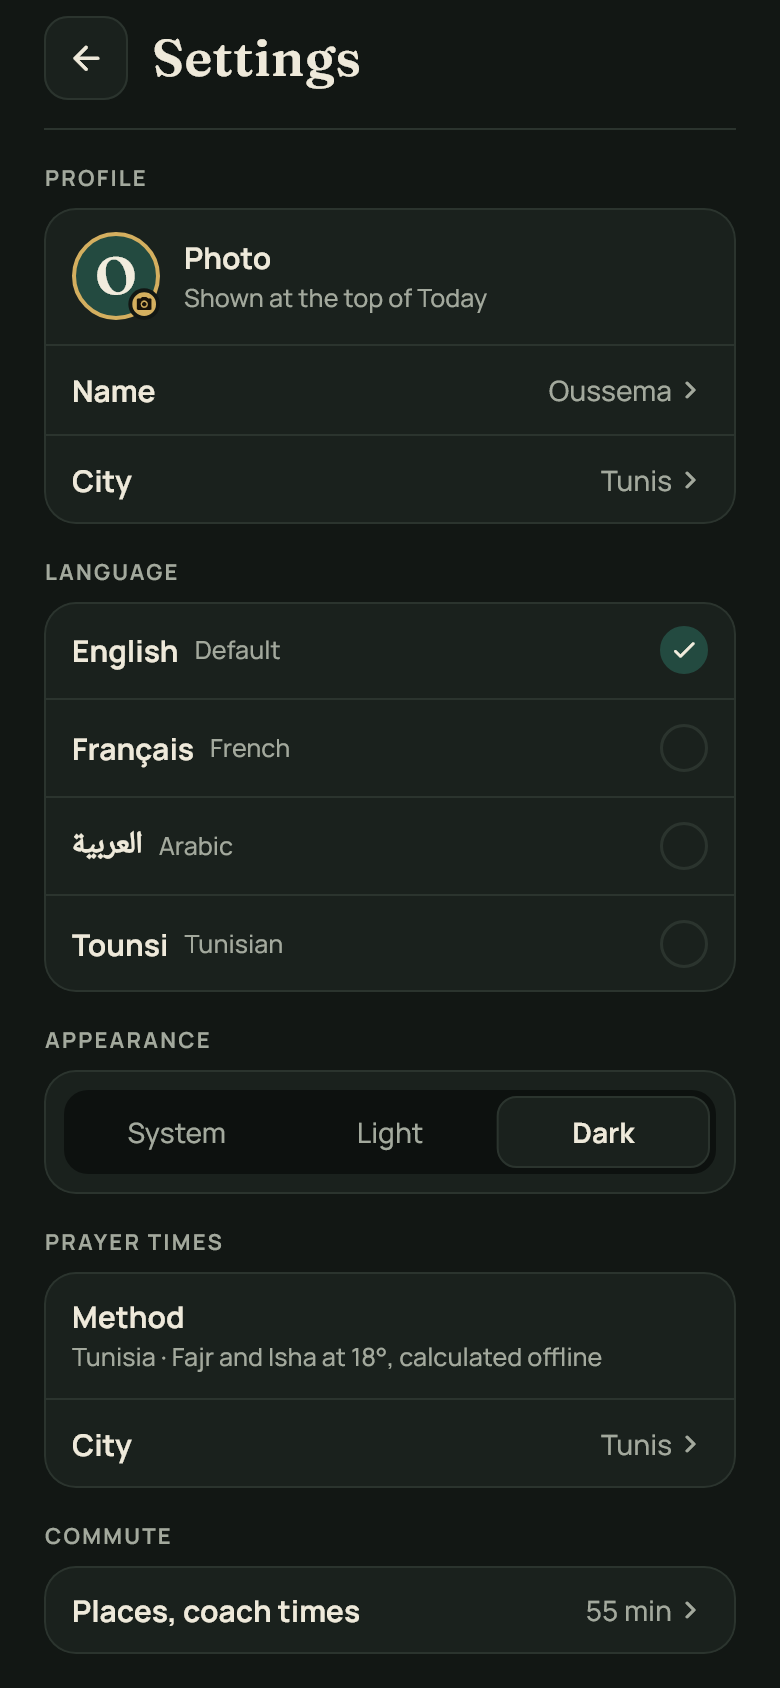 Settings
PROFILE
O
Photo
Shown at the top of Today
Name Oussema
City Tunis
LANGUAGE
English Default
Français French
العربية Arabic
Tounsi Tunisian
APPEARANCE
System Light Dark
PRAYER TIMES
Method
Tunisia · Fajr and Isha at 18°, calculated offline
City Tunis
COMMUTE
Places, coach times 55 min